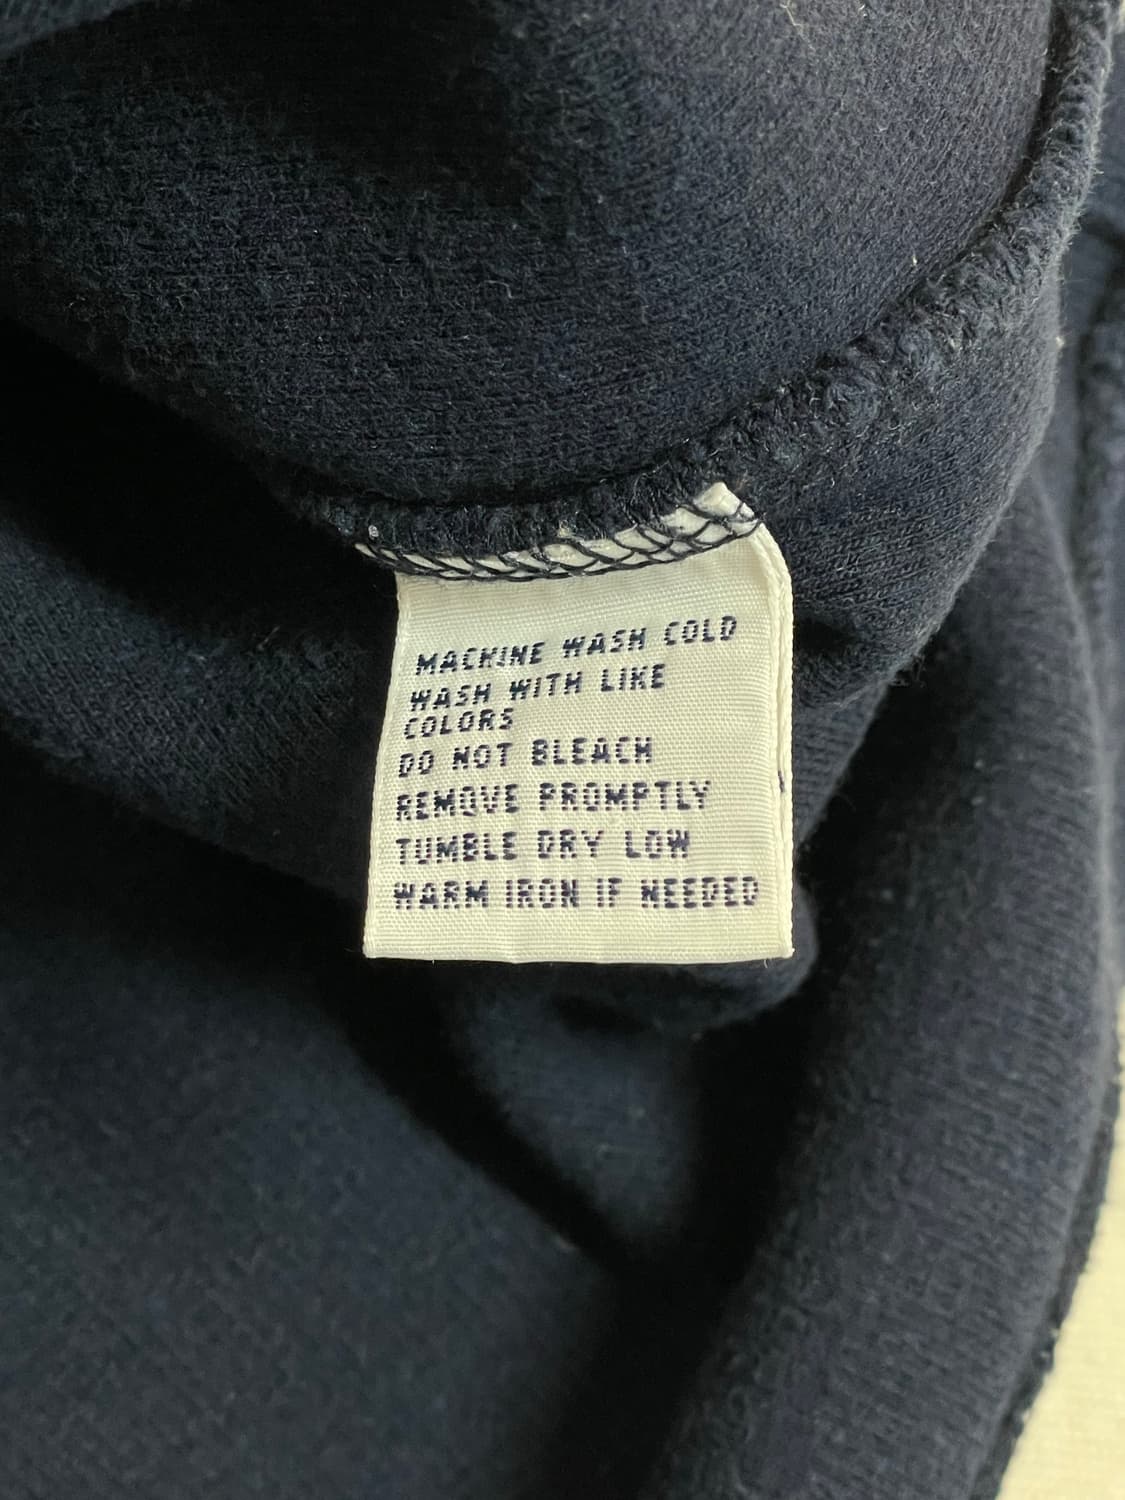 MACHINE WASH COLD
WASH WITH LIKE
COLORS
DO NOT BLEACH
REMOVE PROMPTLY
TUMBLE DRY LOW
WARM IRON IF NEEDED